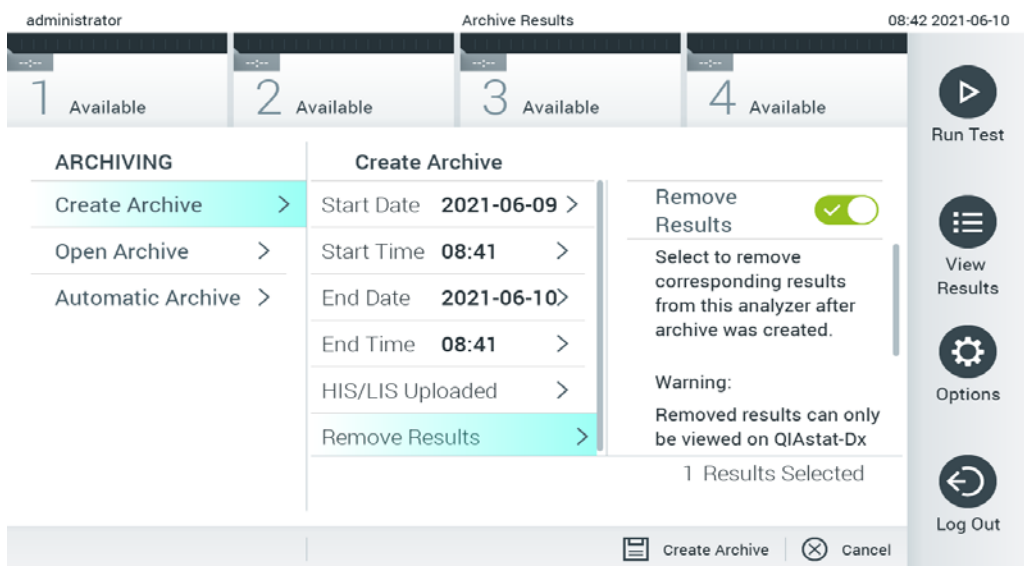 administrator
Archive Results
08:42 2021-06-10
--:--
--:--
--:--
--:--
1 Available
2 Available
3 Available
4 Available
Run Test
View
Results
Options
Log Out
ARCHIVING
Create Archive
Open Archive
Automatic Archive
Create Archive
Start Date 2021-06-09
Start Time 08:41
End Date 2021-06-10
End Time 08:41
HIS/LIS Uploaded
Remove Results
Remove
Results
Select to remove
corresponding results
from this analyzer after
archive was created.
Warning:
Removed results can only
be viewed on QIAstat-Dx
1 Results Selected
Create Archive
Cancel